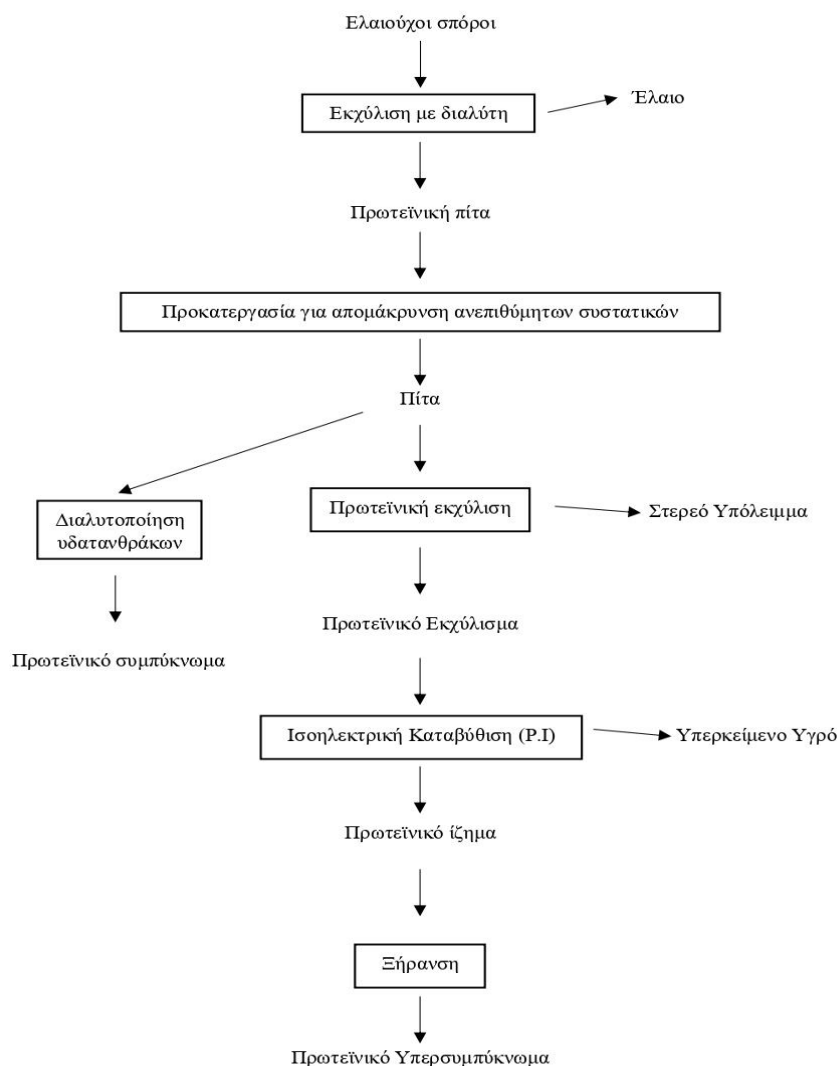 Ελαιούχοι σπόροι
Εκχύλιση με διαλύτη
Έλαιο
Πρωτεϊνική πίτα
Προκατεργασία για απομάκρυνση ανεπιθύμητων συστατικών
Πίτα
Διαλυτοποίηση
υδατανθράκων
Πρωτεϊνική εκχύλιση
Στερεό Υπόλειμμα
Πρωτεϊνικό Εκχύλισμα
Πρωτεϊνικό συμπύκνωμα
Ισοηλεκτρική Καταβύθιση (P.I)
Υπερκείμενο Υγρό
Πρωτεϊνικό ίζημα
Ξήρανση
Πρωτεϊνικό Υπερσυμπύκνωμα